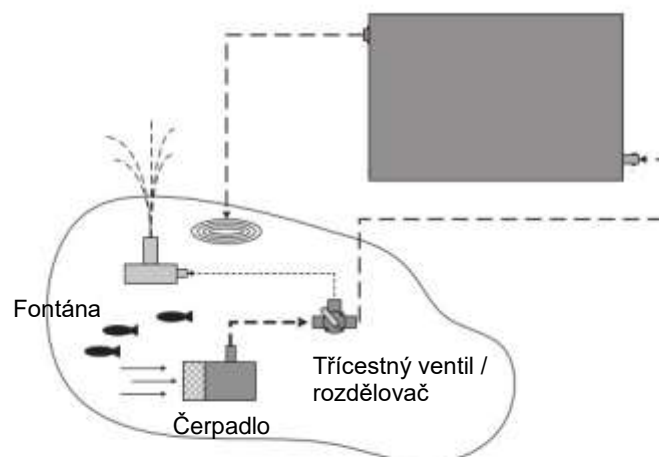 Fontána
Třícestný ventil /
rozdělovač
Čerpadlo